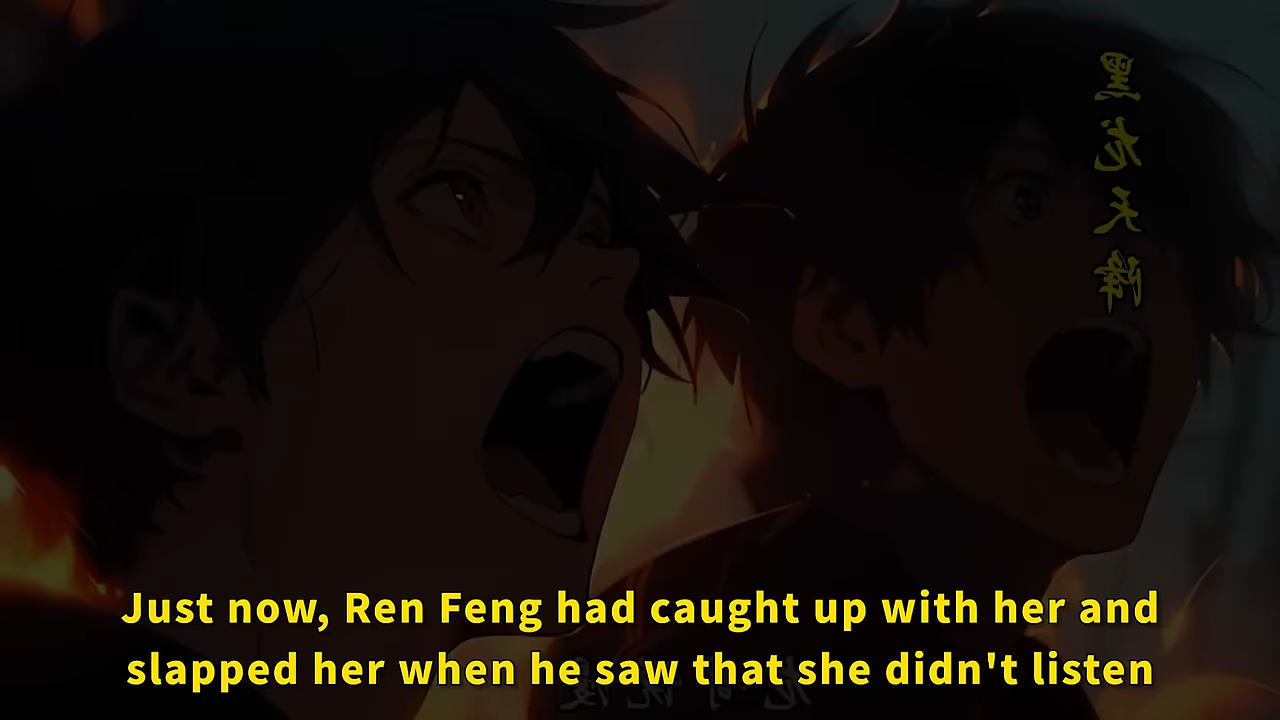 黑龙天降
Just now, Ren Feng had caught up with her and
slapped her when he saw that she didn't listen